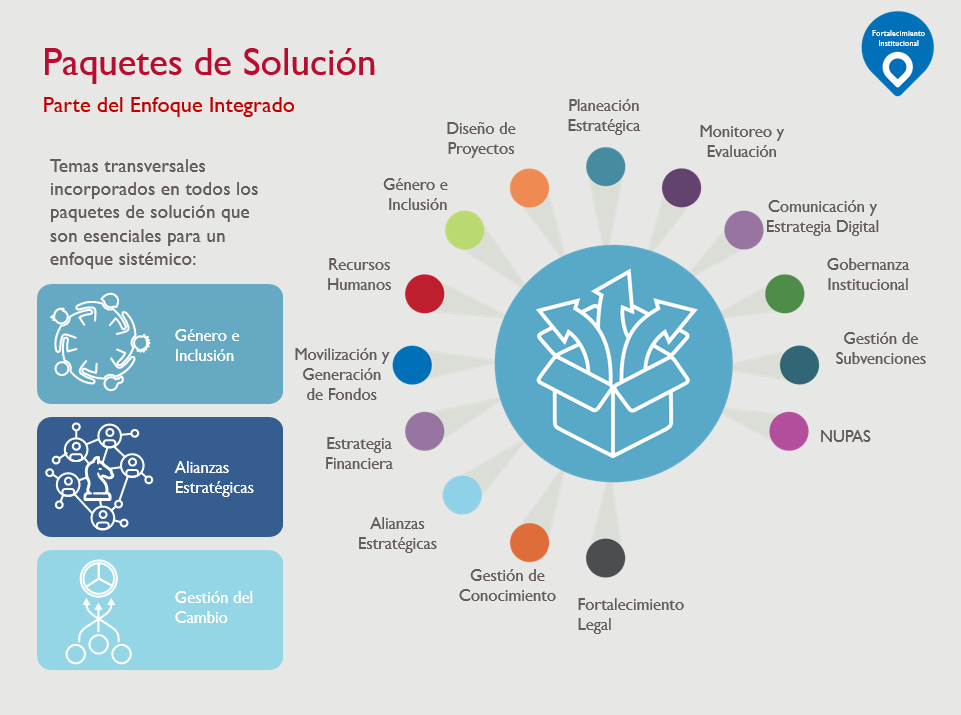 Fortalecimiento
Institucional
Paquetes de Solución
Parte del Enfoque Integrado
Temas transversales
incorporados en todos los
paquetes de solución que
son esenciales para un
enfoque sistémico:
Género e
Inclusión
Alianzas
Estratégicas
Gestión del
Cambio
Planeación
Estratégica
Monitoreo y
Evaluación
Comunicación y
Estrategia Digital
Gobernanza
Institucional
Gestión de
Subvenciones
NUPAS
Fortalecimiento
Legal
Gestión de
Conocimiento
Alianzas
Estratégicas
Estrategia
Financiera
Movilización y
Generación
de Fondos
Recursos
Humanos
Género e
Inclusión
Diseño de
Proyectos